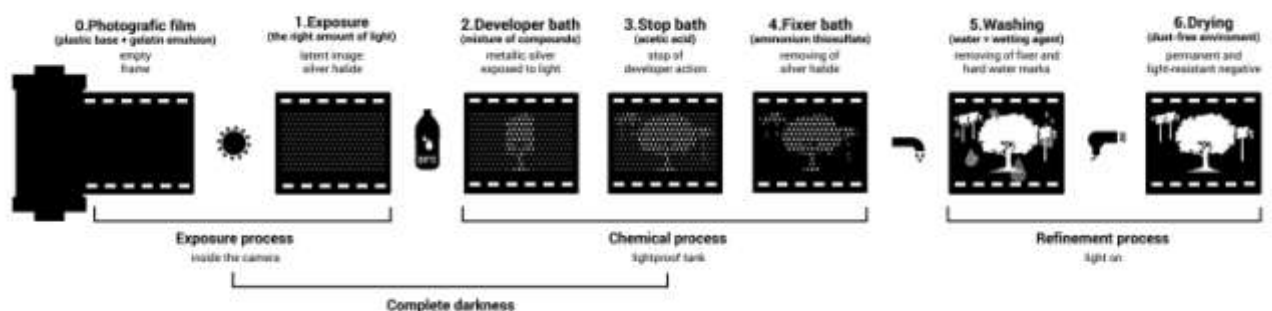 0.Photografic film
(plastic base + gelatin emulsion)
empty
frame
1.Exposure
(the right amount of light)
latent image
silver halide
2.Developer bath
(mixture of compounds)
metallic silver
exposed to light
3.Stop bath
(acetic acid)
stop of
developer action
4.Fixer bath
(ammonium thiosulfate)
removing of
silver halide
5.Washing
(water + wetting agent)
removing of fixer and
hard water marks
6.Drying
(dust-free enviroment)
permanent and
light-resistant negative
Exposure process
inside the camera
Chemical process
lightproof tank
Refinement process
light on
Complete darkness